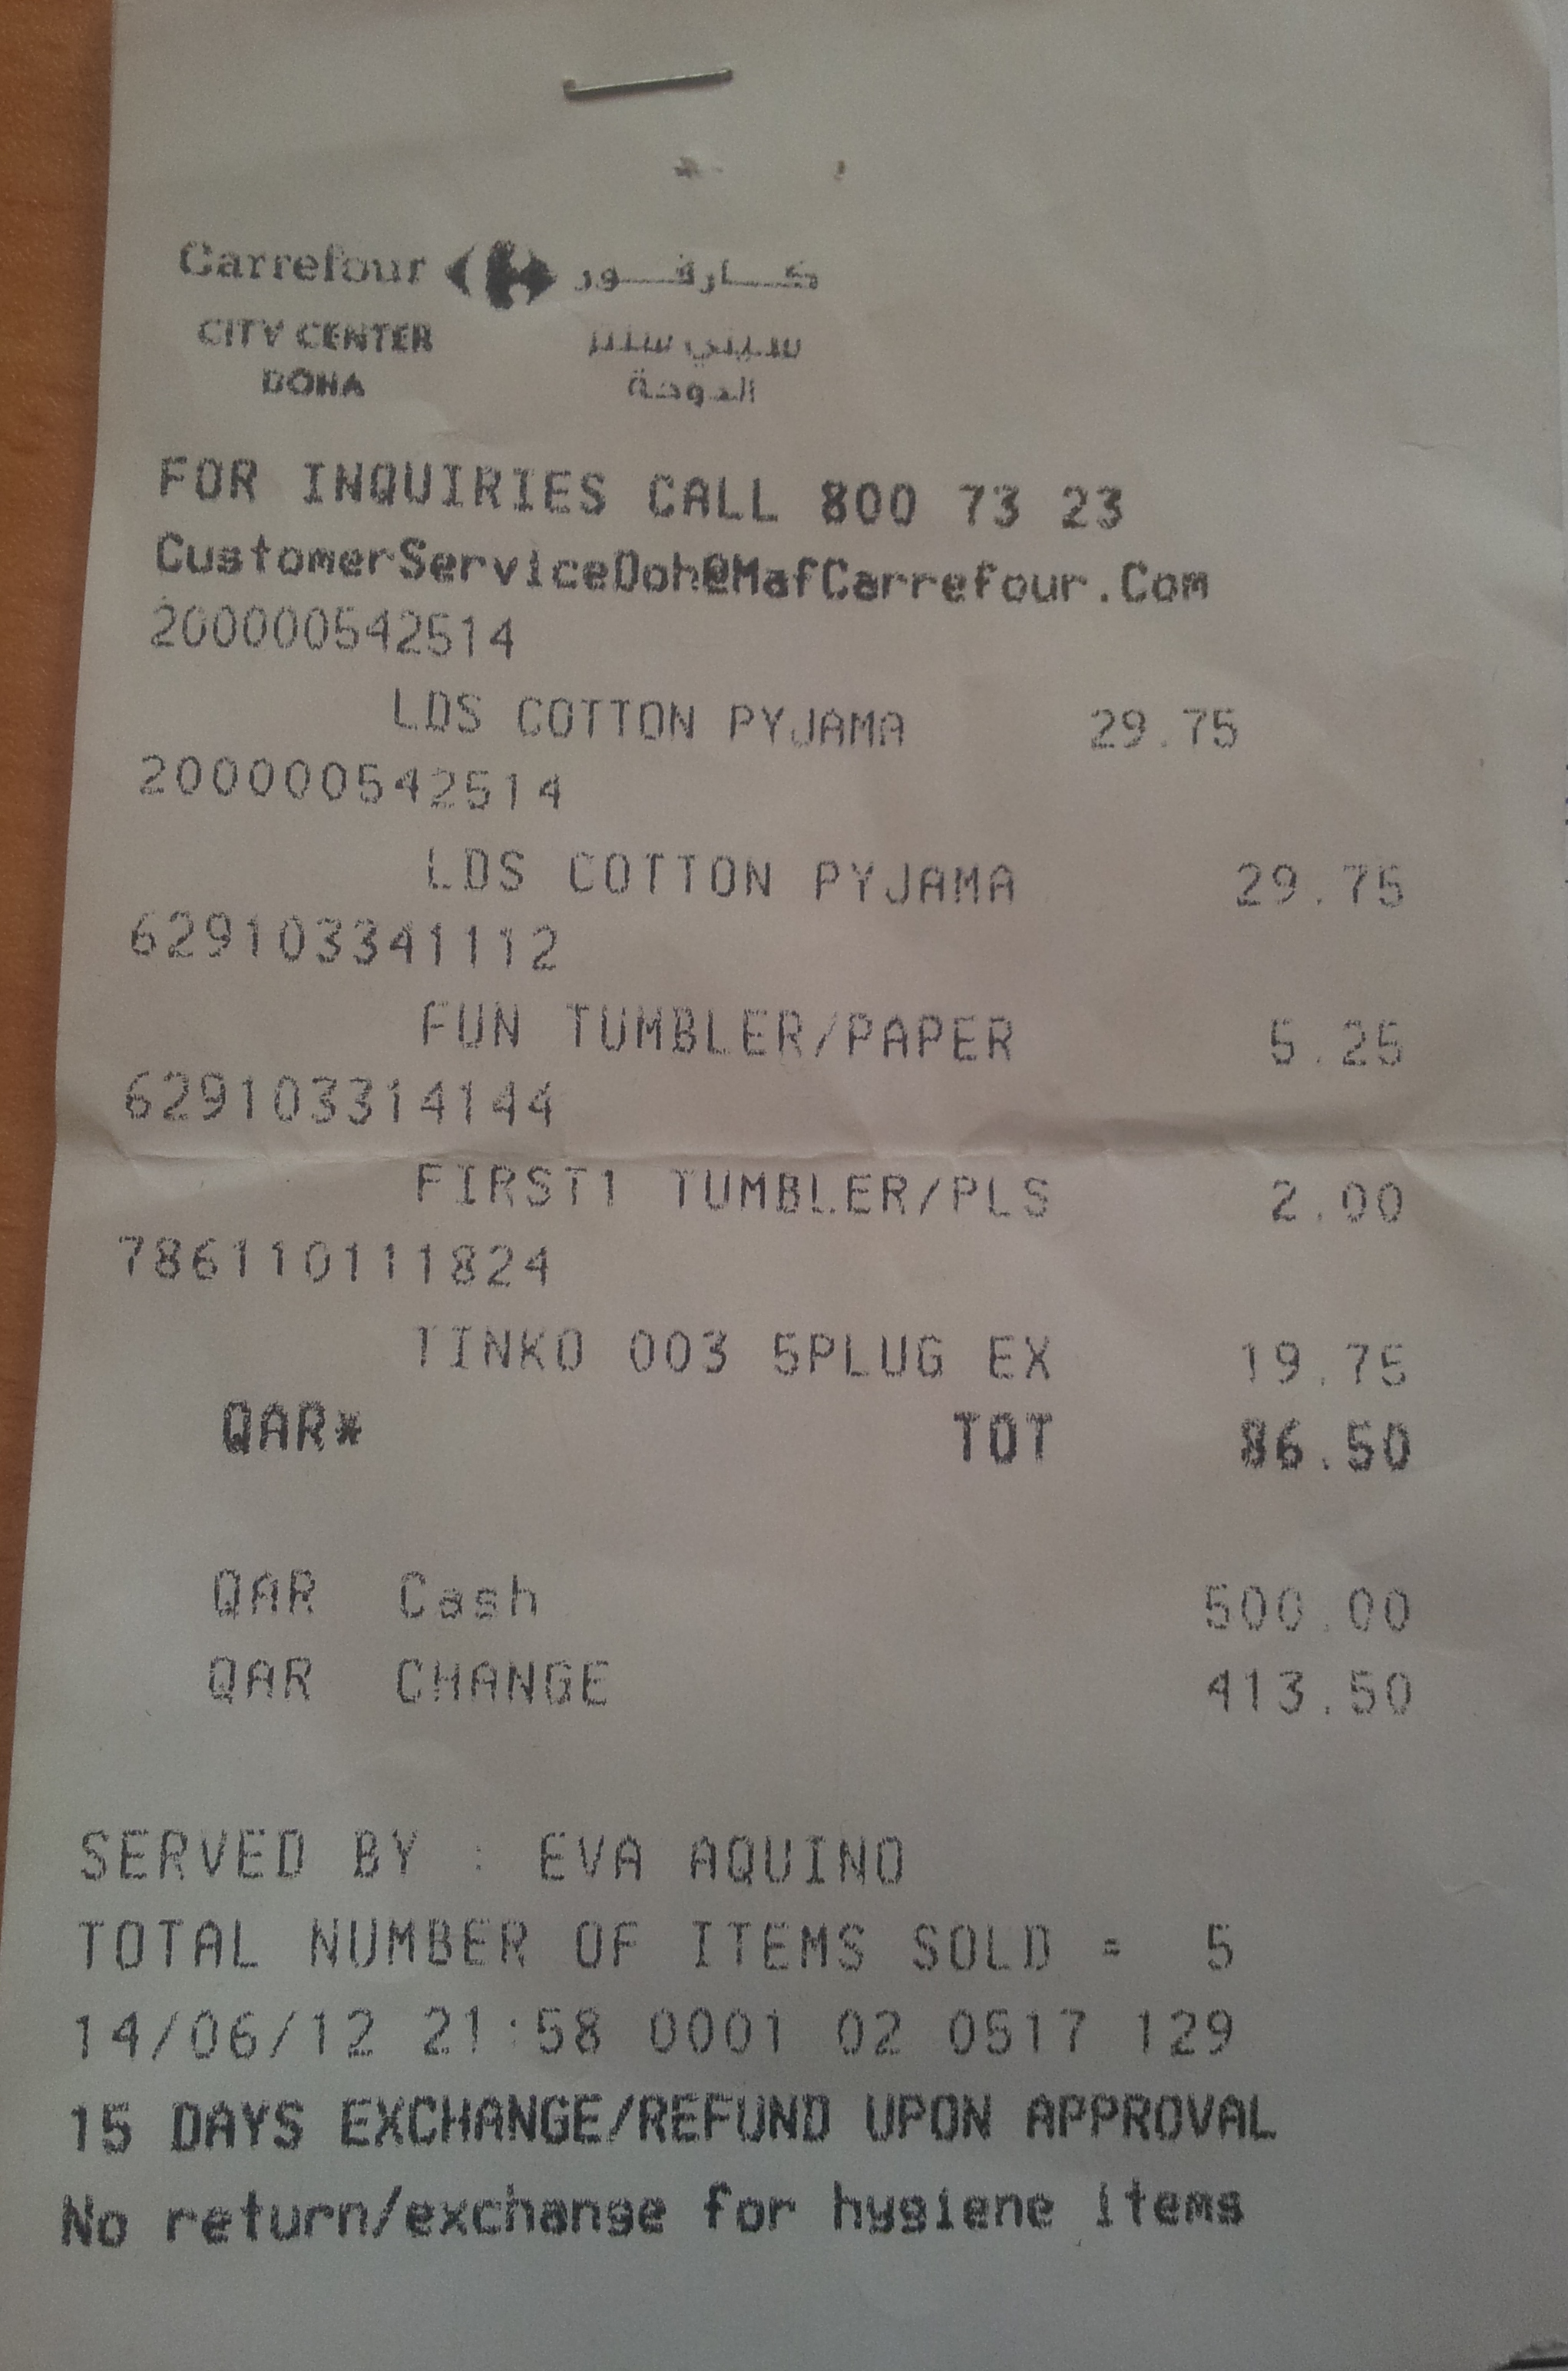 Carrefour كارفور
CITY CENTER سيتي سنتر
DOHA الدوحة
FOR INQUIRIES CALL 800 73 23
CustomerServiceDoh@MafCarrefour.Com
200000542514
LDS COTTON PYJAMA 29.75
200000542514
LDS COTTON PYJAMA 29.75
629103341112
FUN TUMBLER/PAPER 5.25
629103314144
FIRST1 TUMBLER/PLS 2.00
786110111824
TINKO 003 5PLUG EX 19.75
QAR* TOT 86.50
QAR Cash 500.00
QAR CHANGE 413.50
SERVED BY : EVA AQUINO
TOTAL NUMBER OF ITEMS SOLD = 5
14/06/12 21:58 0001 02 0517 129
15 DAYS EXCHANGE/REFUND UPON APPROVAL
No return/exchange for hygiene items